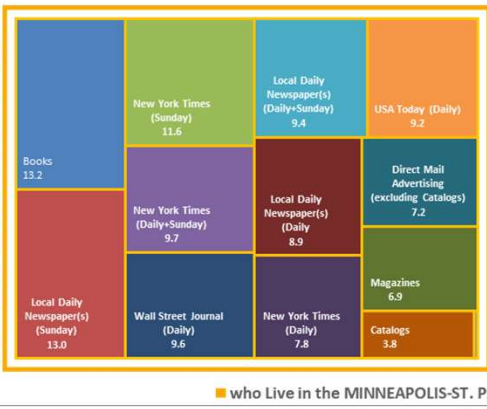 Books
13.2
Local Daily
Newspaper(s)
(Sunday)
13.0
New York Times
(Sunday)
11.6
New York Times
(Daily+Sunday)
9.7
Wall Street Journal
(Daily)
9.6
Local Daily
Newspaper(s)
(Daily+Sunday)
9.4
Local Daily
Newspaper(s)
(Daily
8.9
New York Times
(Daily)
7.8
USA Today (Daily)
9.2
Direct Mail
Advertising
(excluding Catalogs)
7.2
Magazines
6.9
Catalogs
3.8
who Live in the MINNEAPOLIS-ST. P